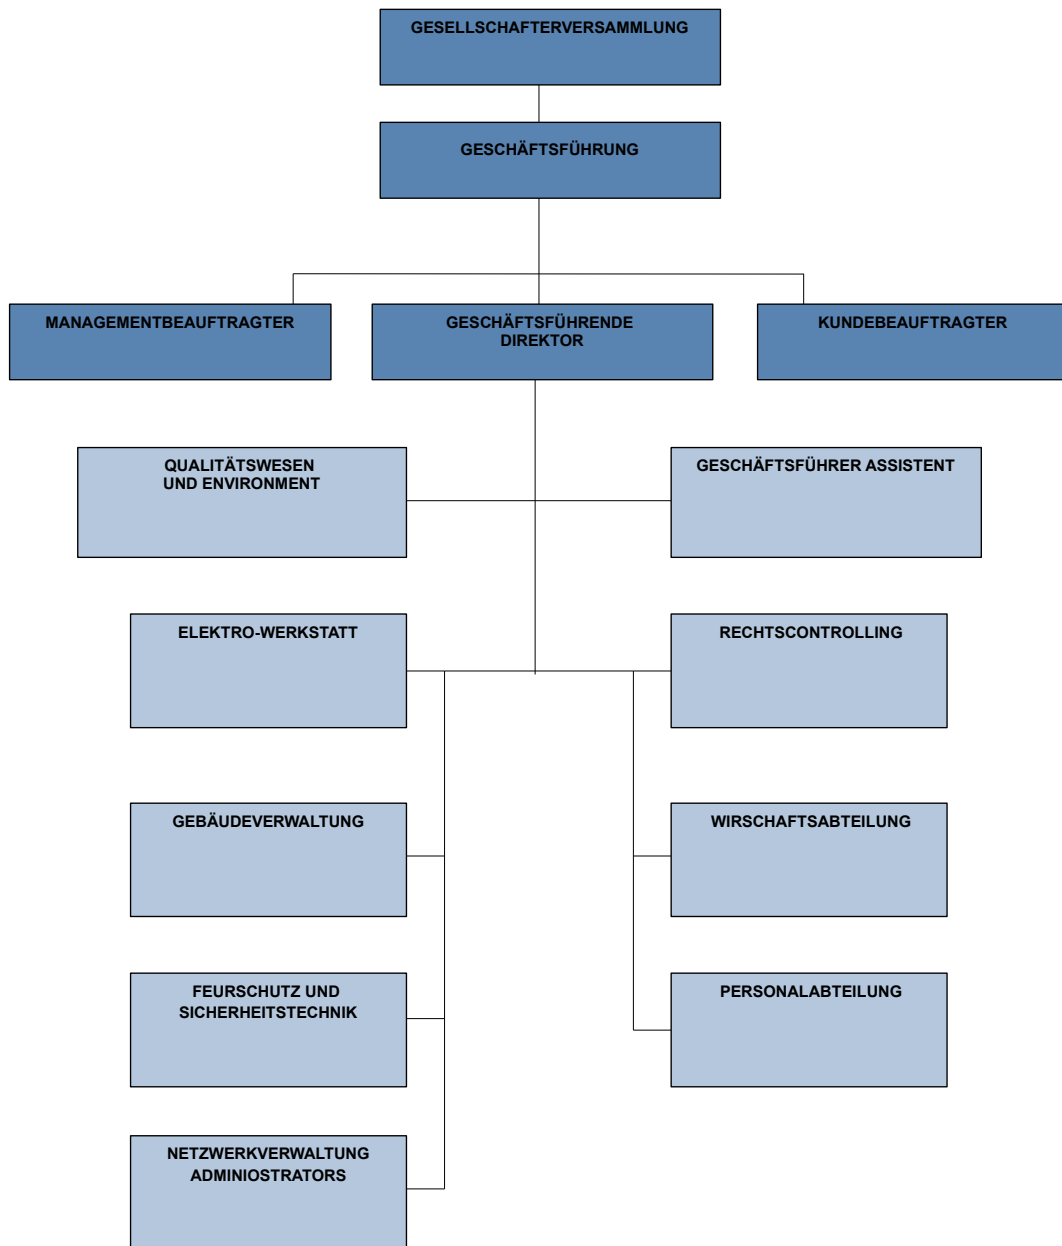 GESELLSCHAFTERVERSAMMLUNG
GESCHÄFTSFÜHRUNG
MANAGEMENTBEAUFTRAGTER
GESCHÄFTSFÜHRENDE
DIREKTOR
KUNDEBEAUFTRAGTER
QUALITÄTSWESEN
UND ENVIRONMENT
GESCHÄFTSFÜHRER ASSISTENT
ELEKTRO-WERKSTATT
RECHTSCONTROLLING
GEBÄUDEVERWALTUNG
WIRSCHAFTSABTEILUNG
FEURSCHUTZ UND
SICHERHEITSTECHNIK
PERSONALABTEILUNG
NETZWERKVERWALTUNG
ADMINIOSTRATORS